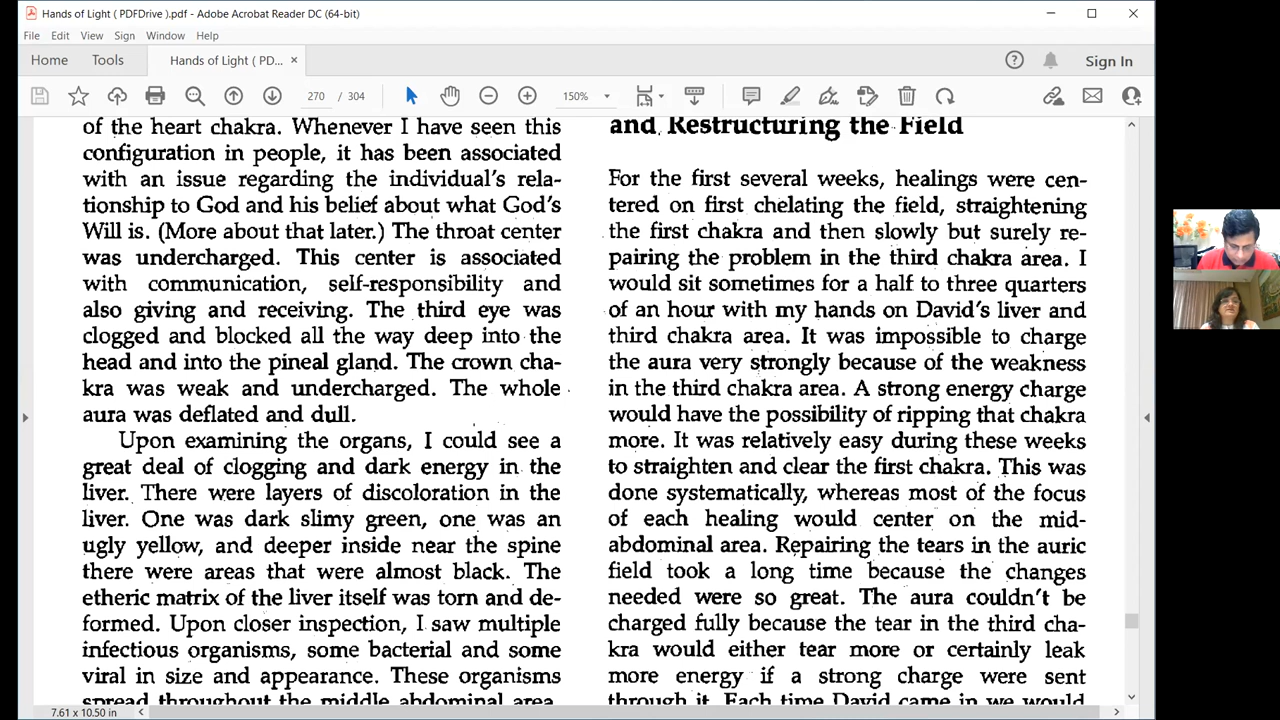 Hands of Light ( PDFDrive ).pdf - Adobe Acrobat Reader DC (64-bit)
File Edit View Sign Window Help
Home Tools Hands of Light ( PD... ×
Sign In
270 / 304 150%
of the heart chakra. Whenever I have seen this
configuration in people, it has been associated
with an issue regarding the individual's rela-
tionship to God and his belief about what God's
Will is. (More about that later.) The throat center
was undercharged. This center is associated
with communication, self-responsibility and
also giving and receiving. The third eye was
clogged and blocked all the way deep into the
head and into the pineal gland. The crown cha-
kra was weak and undercharged. The whole
aura was deflated and dull.
Upon examining the organs, I could see a
great deal of clogging and dark energy in the
liver. There were layers of discoloration in the
liver. One was dark slimy green, one was an
ugly yellow, and deeper inside near the spine
there were areas that were almost black. The
etheric matrix of the liver itself was torn and de-
formed. Upon closer inspection, I saw multiple
infectious organisms, some bacterial and some
viral in size and appearance. These organisms
spread throughout the middle abdominal area,
and Restructuring the Field
For the first several weeks, healings were cen-
tered on first chelating the field, straightening
the first chakra and then slowly but surely re-
pairing the problem in the third chakra area. I
would sit sometimes for a half to three quarters
of an hour with my hands on David's liver and
third chakra area. It was impossible to charge
the aura very strongly because of the weakness
in the third chakra area. A strong energy charge
would have the possibility of ripping that chakra
more. It was relatively easy during these weeks
to straighten and clear the first chakra. This was
done systematically, whereas most of the focus
of each healing would center on the mid-
abdominal area. Repairing the tears in the auric
field took a long time because the changes
needed were so great. The aura couldn't be
charged fully because the tear in the third cha-
kra would either tear more or certainly leak
more energy if a strong charge were sent
through it. Each time David came in we would
7.61 x 10.50 in